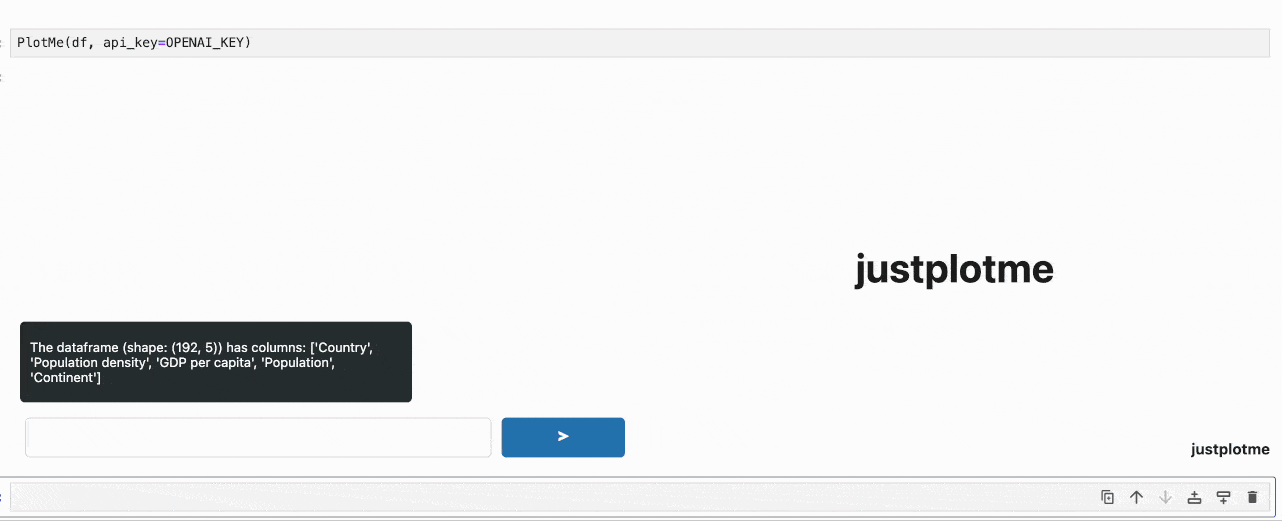 PlotMe(df, api_key=OPENAI_KEY)
justplotme
The dataframe (shape: (192, 5)) has columns: ['Country',
'Population density', 'GDP per capita', 'Population',
'Continent']
>
justplotme